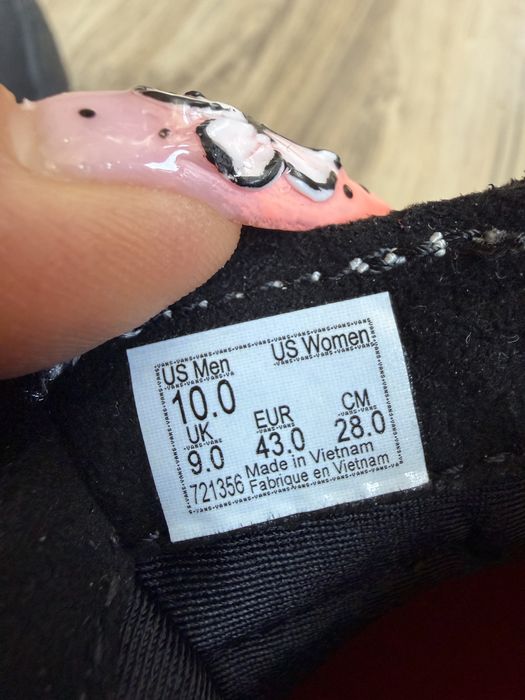 US Men US Women
10.0
UK EUR CM
9.0 43.0 28.0
721356 Made in Vietnam
Fabrique en Vietnam